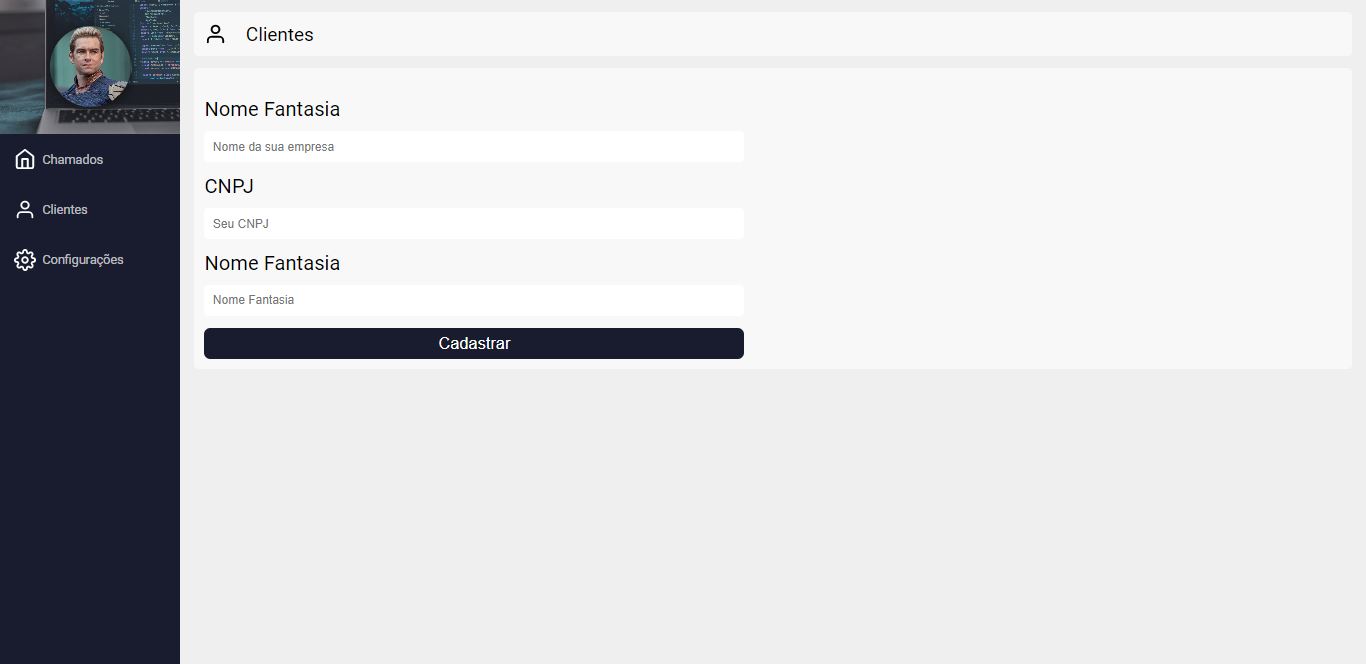 Clientes
Chamados
Clientes
Configurações
Nome Fantasia
Nome da sua empresa
CNPJ
Seu CNPJ
Nome Fantasia
Nome Fantasia
Cadastrar